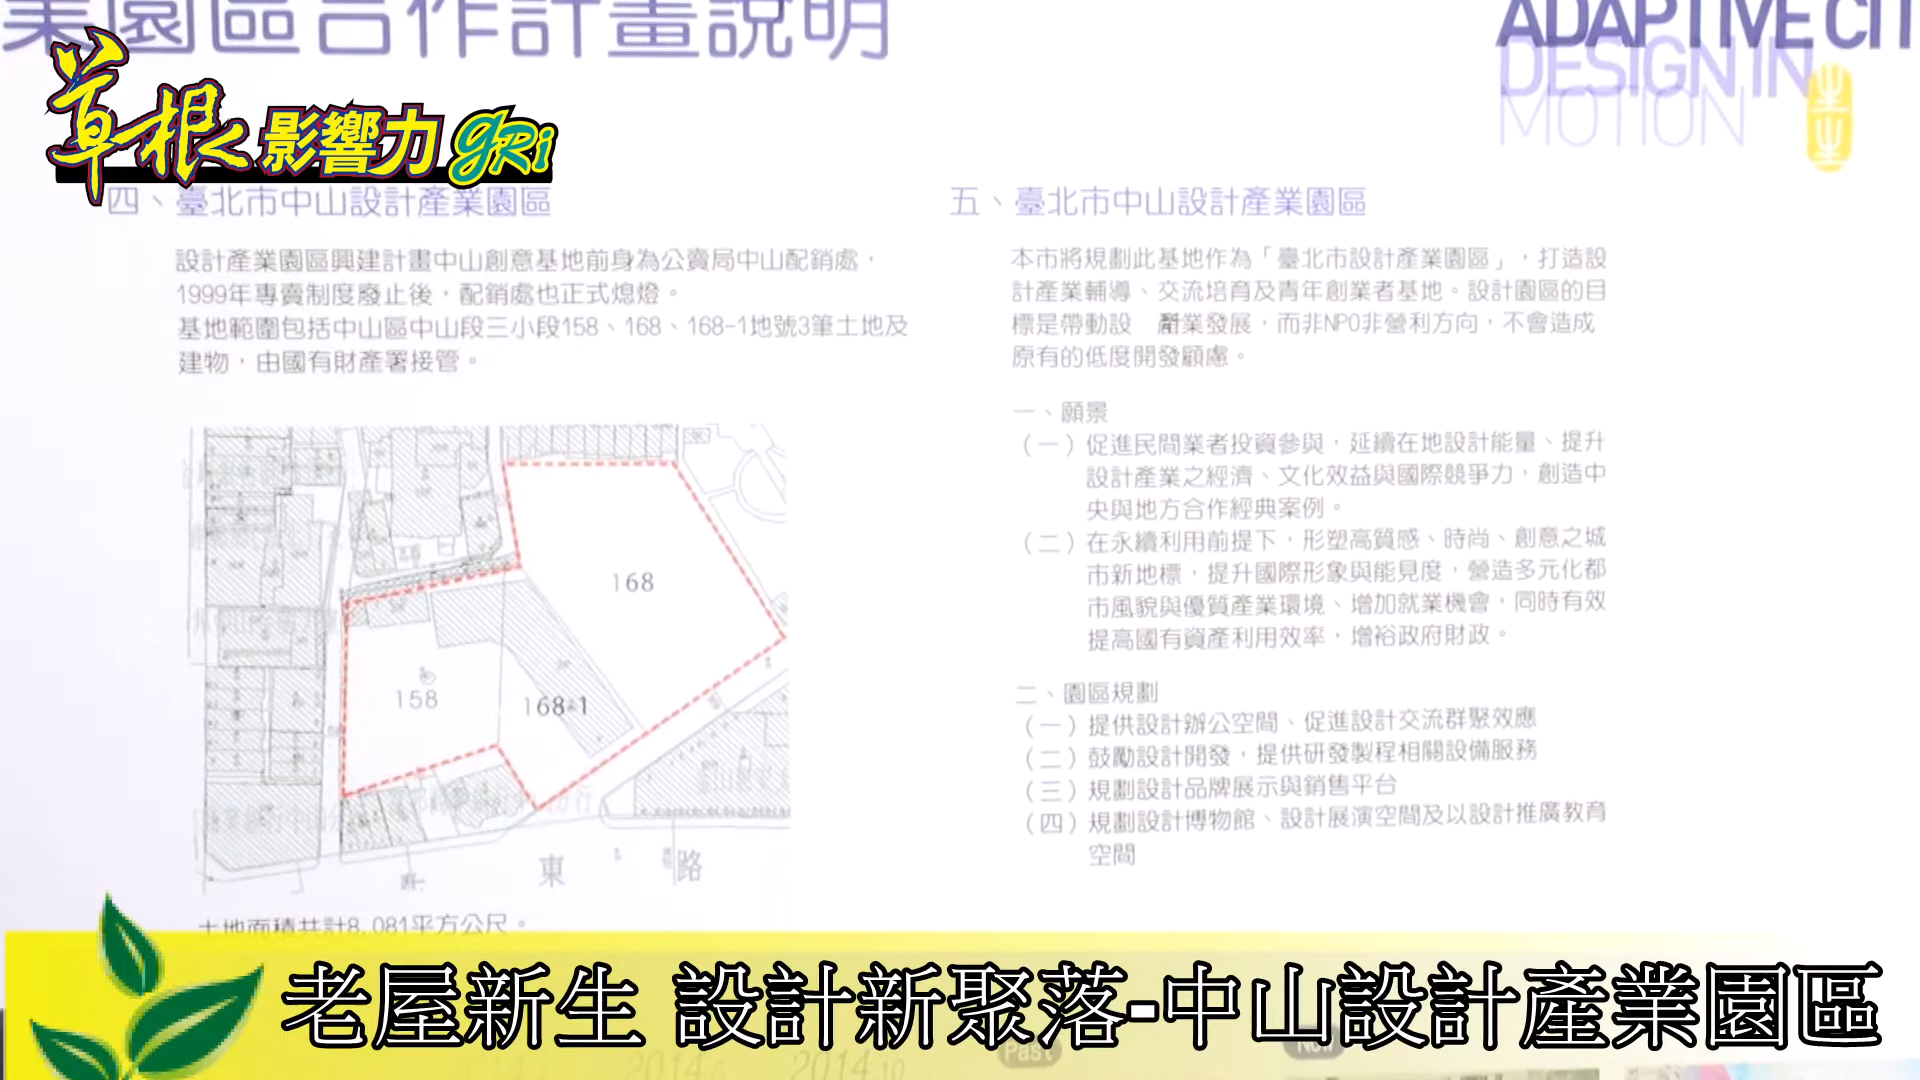 業園區合作計畫說明
ADAPTIVE CIT
DESIGN IN
MOTION
草根影響力 gRi
四、臺北市中山設計產業園區
設計產業園區興建計畫中山創意基地前身為公賣局中山配銷處，
1999年專賣制度廢止後，配銷處也正式熄燈。
基地範圍包括中山區中山段三小段158、168、168-1地號3筆土地及
建物，由國有財產署接管。
168
158
168-1
東
路
土地面積共計8,081平方公尺。
五、臺北市中山設計產業園區
本市將規劃此基地作為「臺北市設計產業園區」，打造設
計產業輔導、交流培育及青年創業者基地。設計園區的目
標是帶動設 產業發展，而非NPO非營利方向，不會造成
原有的低度開發顧慮。
一、願景
（一）促進民間業者投資參與，延續在地設計能量、提升
設計產業之經濟、文化效益與國際競爭力，創造中
央與地方合作經典案例。
（二）在永續利用前提下，形塑高質感、時尚、創意之城
市新地標，提升國際形象與能見度，營造多元化都
市風貌與優質產業環境、增加就業機會，同時有效
提高國有資產利用效率，增裕政府財政。
二、園區規劃
（一）提供設計辦公空間、促進設計交流群聚效應
（二）鼓勵設計開發，提供研發製程相關設備服務
（三）規劃設計品牌展示與銷售平台
（四）規劃設計博物館、設計展演空間及以設計推廣教育
空間
老屋新生 設計新聚落-中山設計產業園區
Past
Now
2014
2014.10